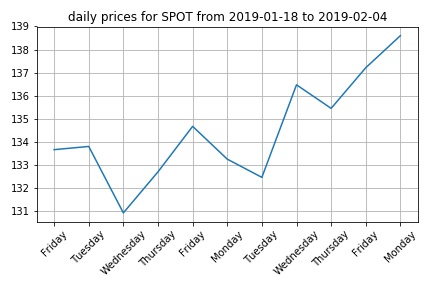 daily prices for SPOT from 2019-01-18 to 2019-02-04
139
138
137
136
135
134
133
132
131
Friday
Tuesday
Wednesday
Thursday
Friday
Monday
Tuesday
Wednesday
Thursday
Friday
Monday